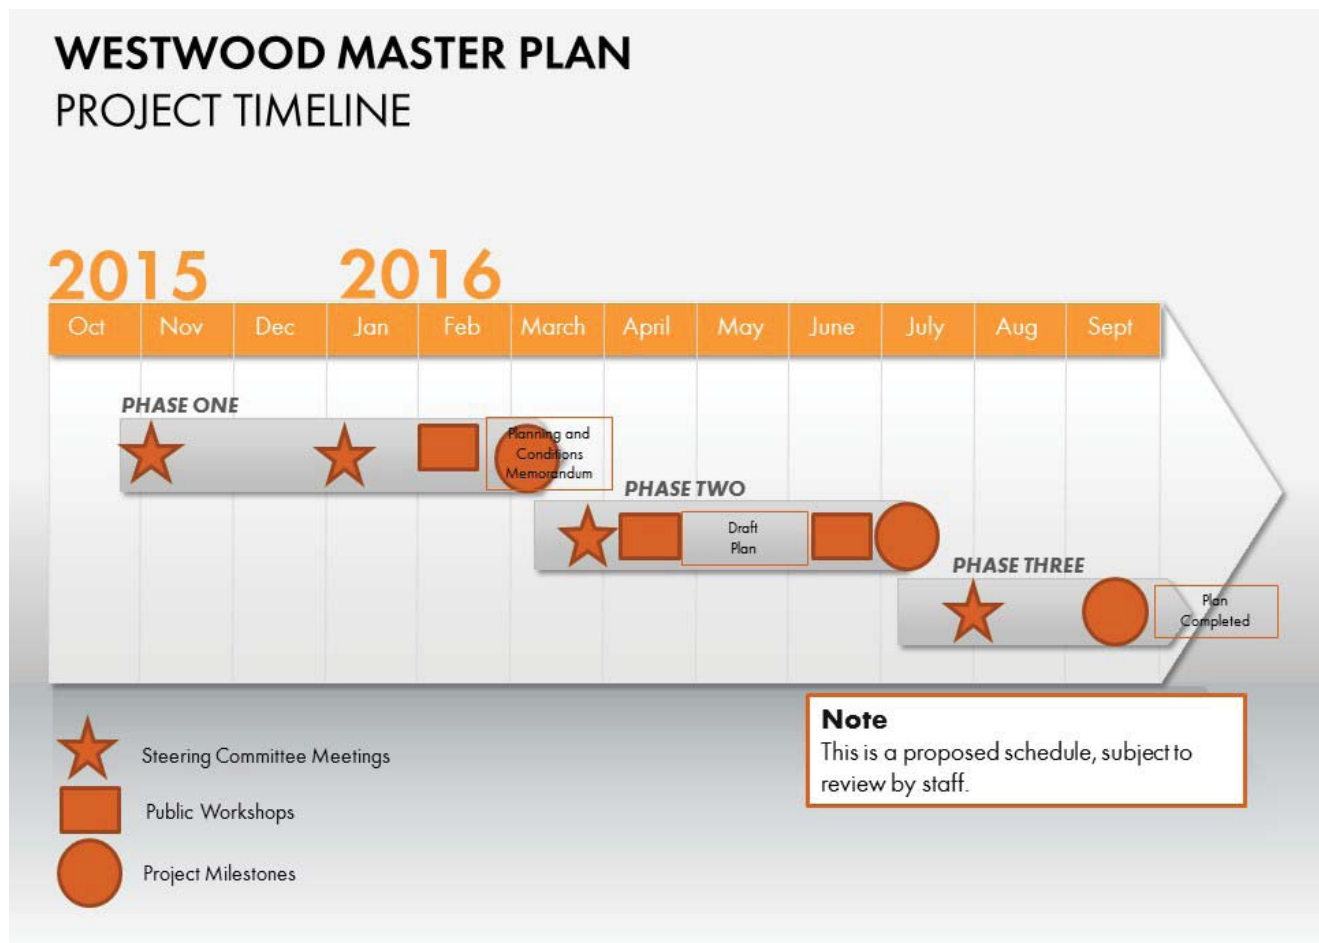 WESTWOOD MASTER PLAN
PROJECT TIMELINE
2015 2016
Oct Nov Dec Jan Feb March April May June July Aug Sept
PHASE ONE
Planning and
Conditions
Memorandum
PHASE TWO
Draft
Plan
PHASE THREE
Plan
Completed
Note
This is a proposed schedule, subject to
review by staff.
Steering Committee Meetings
Public Workshops
Project Milestones